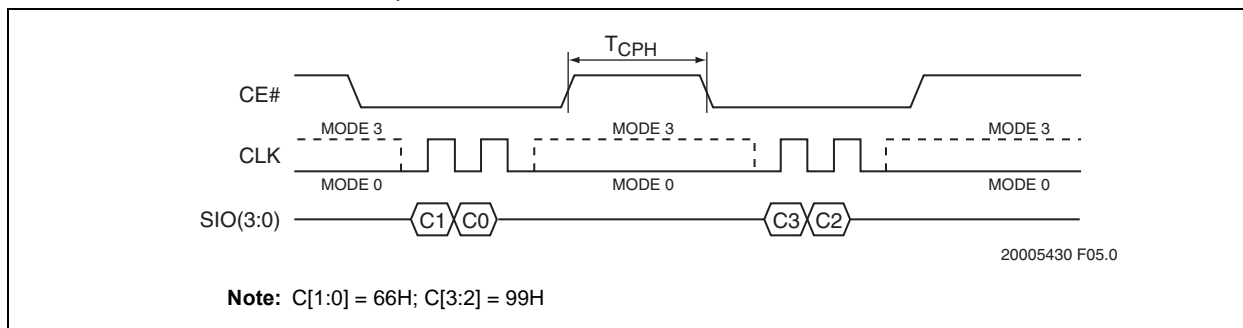 TCPH
CE#
MODE 3 MODE 3 MODE 3
CLK
MODE 0 MODE 0 MODE 0
SIO(3:0) C1 C0 C3 C2
20005430 F05.0
Note: C[1:0] = 66H; C[3:2] = 99H